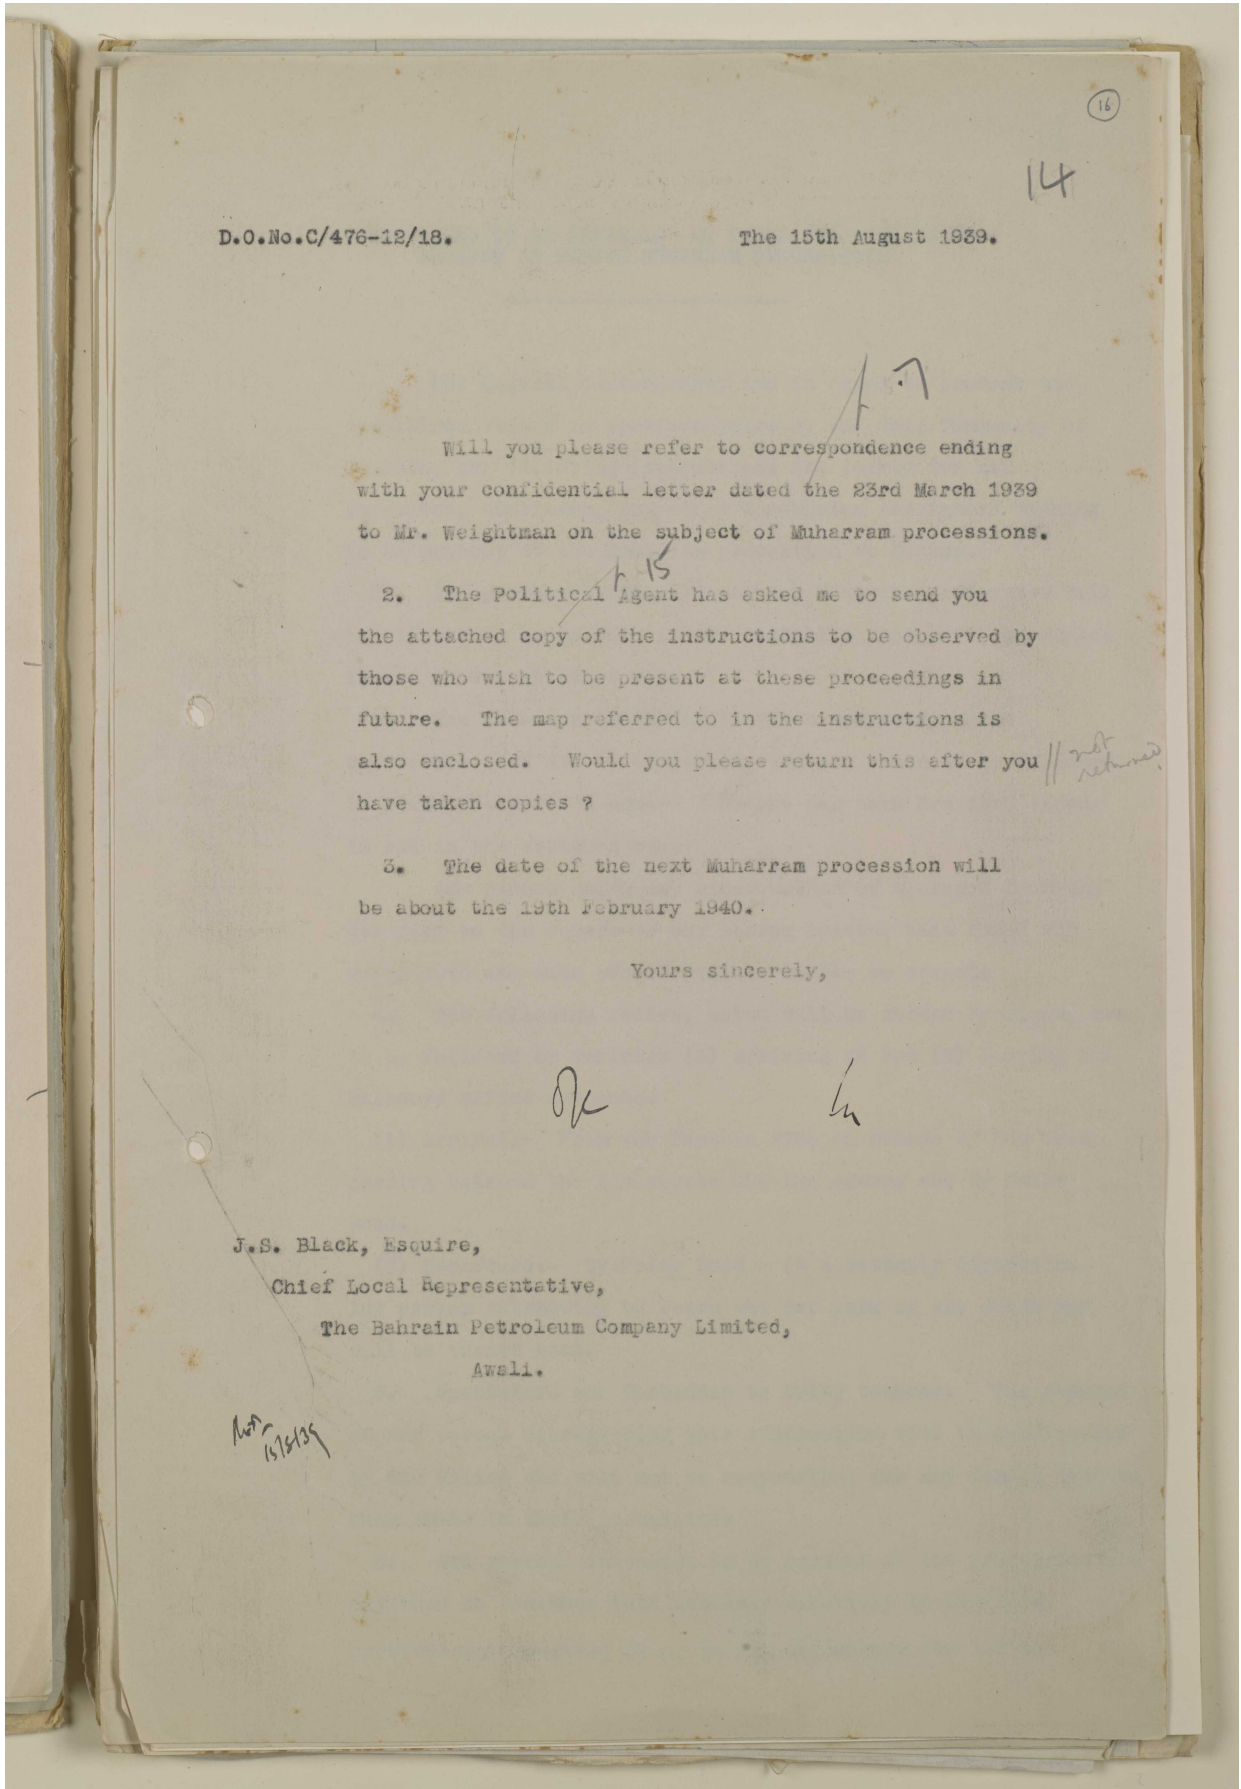 16
14
D.O.No.C/476-12/18. The 15th August 1939.
f.7
Will you please refer to correspondence ending
with your confidential letter dated the 23rd March 1939
to Mr. Weightman on the subject of Muharram processions.
f 15
2. The Political Agent has asked me to send you
the attached copy of the instructions to be observed by
those who wish to be present at these proceedings in
future. The map referred to in the instructions is
also enclosed. Would you please return this after you // not
returned
have taken copies ?
3. The date of the next Muharram procession will
be about the 19th February 1940.
Yours sincerely,
J.S. Black, Esquire,
Chief Local Representative,
The Bahrain Petroleum Company Limited,
Awali.
15/8/39